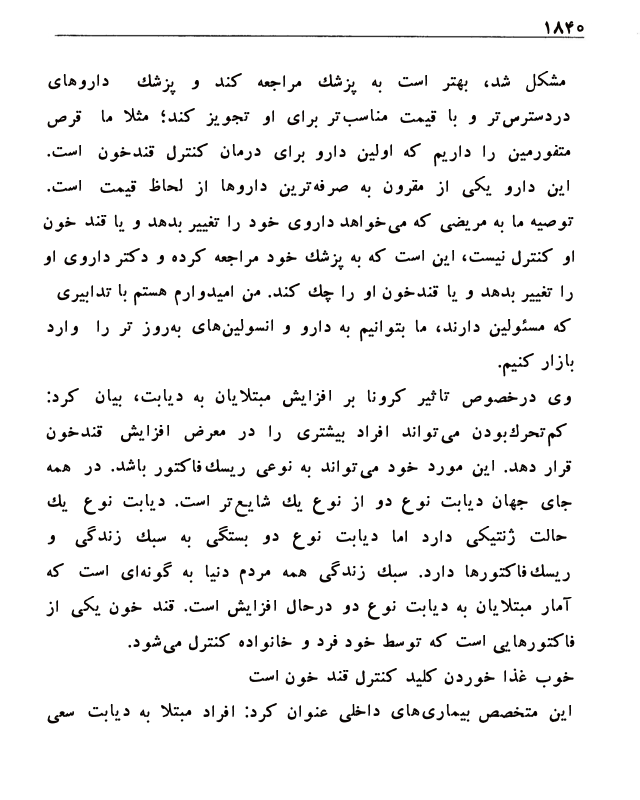 ۱۸۴۰
مشکل شد، بهتر است به پزشك مراجعه کند و پزشك داروهای
دردسترس‌تر و با قیمت مناسب‌تر برای او تجویز کند؛ مثلا ما قرص
متفورمین را داریم که اولین دارو برای درمان کنترل قندخون است.
این دارو یکی از مقرون به صرفه‌ترین داروها از لحاظ قیمت است.
توصیه ما به مریضی که می‌خواهد داروی خود را تغییر بدهد و یا قند خون
او کنترل نیست، این است که به پزشك خود مراجعه کرده و دکتر داروی او
را تغییر بدهد و یا قندخون او را چك کند. من امیدوارم هستم با تدابیری
که مسئولین دارند، ما بتوانیم به دارو و انسولین‌های به‌روز تر را وارد
بازار کنیم.
وی درخصوص تاثیر کرونا بر افزایش مبتلایان به دیابت، بیان کرد:
کم‌تحرك‌بودن می‌تواند افراد بیشتری را در معرض افزایش قندخون
قرار دهد. این مورد خود می‌تواند به نوعی ریسك‌فاکتور باشد. در همه
جای جهان دیابت نوع دو از نوع یك شایع‌تر است. دیابت نوع یك
حالت ژنتیکی دارد اما دیابت نوع دو بستگی به سبك زندگی و
ریسك‌فاکتورها دارد. سبك زندگی همه مردم دنیا به گونه‌ای است که
آمار مبتلایان به دیابت نوع دو درحال افزایش است. قند خون یکی از
فاکتورهایی است که توسط خود فرد و خانواده کنترل می‌شود.
خوب غذا خوردن کلید کنترل قند خون است
این متخصص بیماری‌های داخلی عنوان کرد: افراد مبتلا به دیابت سعی